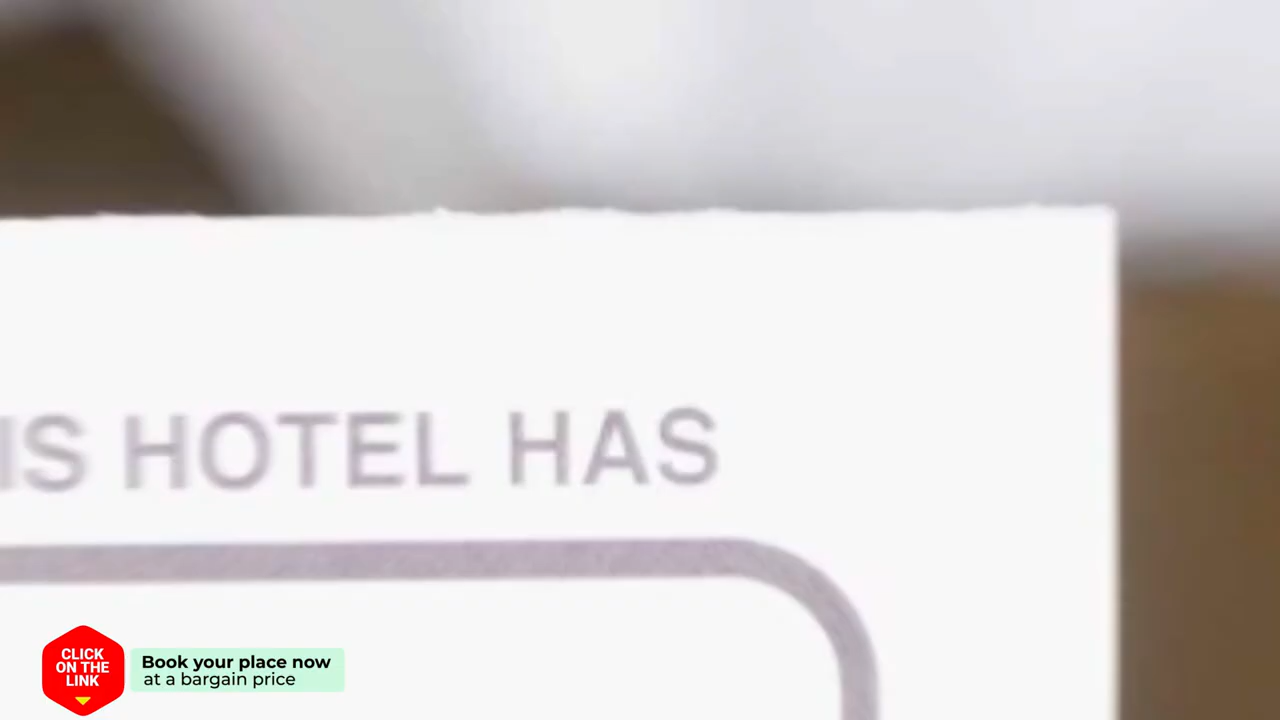 IS HOTEL HAS
CLICK
ON THE
LINK
Book your place now
at a bargain price